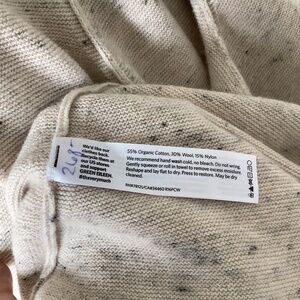 268-
We'd like our
clothes back.
Recycle them at
our US stores
and support
GREEN EILEEN.
#thereyrmuch
55% Organic Cotton, 30% Wool, 15% Nylon
We recommend hand wash cold, no bleach. Do not wring.
Gently squeeze or roll in towel to remove excess moisture.
Reshape and lay flat to dry. Press to restore. May be dry
cleaned.